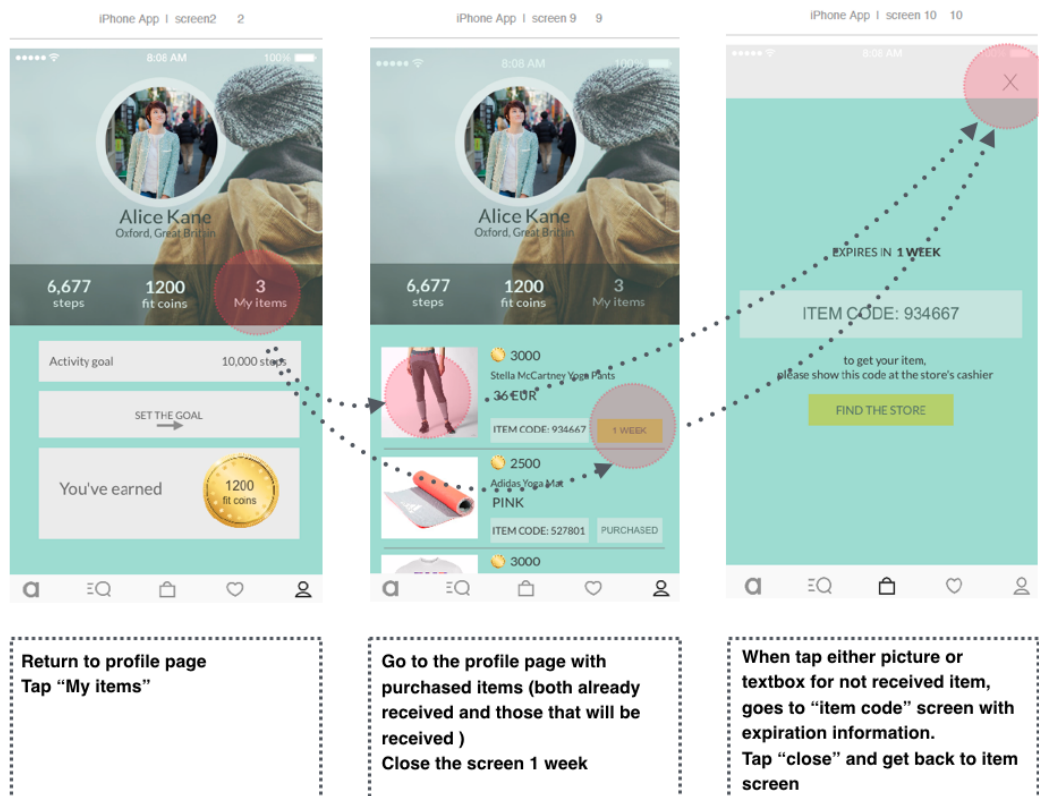 iPhone App | screen2 2
8:08 AM 100%
Alice Kane
Oxford, Great Britain
6,677 1200 3
steps fit coins My items
Activity goal 10,000 steps
SET THE GOAL
You've earned
1200
fit coins
a
Return to profile page
Tap “My items”
iPhone App | screen 9 9
8:08 AM 100%
Alice Kane
Oxford, Great Britain
6,677 1200 3
steps fit coins My items
3000
Stella McCartney Yoga Pants
36 EUR
ITEM CODE: 934667 1 WEEK
2500
Adidas Yoga Mat
PINK
ITEM CODE: 527801 PURCHASED
3000
a
Go to the profile page with
purchased items (both already
received and those that will be
received )
Close the screen 1 week
iPhone App | screen 10 10
8:08 AM
EXPIRES IN 1 WEEK
ITEM CODE: 934667
to get your item,
please show this code at the store's cashier
FIND THE STORE
a
When tap either picture or
textbox for not received item,
goes to “item code” screen with
expiration information.
Tap “close” and get back to item
screen